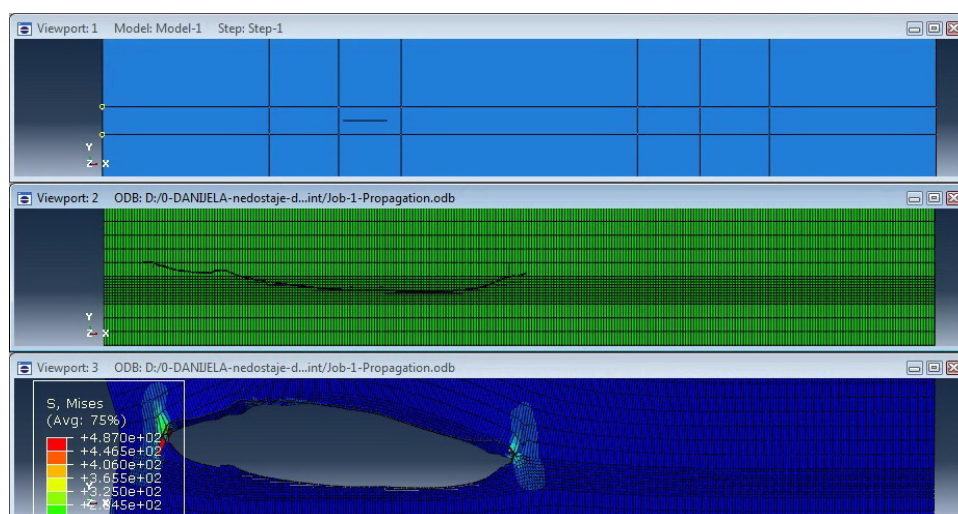 Viewport: 1 Model: Model-1 Step: Step-1
Y
Z X
Viewport: 2 ODB: D:/0-DANIJELA-nedostaje-d...int/Job-1-Propagation.odb
Y
Z X
Viewport: 3 ODB: D:/0-DANIJELA-nedostaje-d...int/Job-1-Propagation.odb
S, Mises
(Avg: 75%)
+4.870e+02
+4.465e+02
+4.060e+02
+3.655e+02
+3.250e+02
Y
Z X